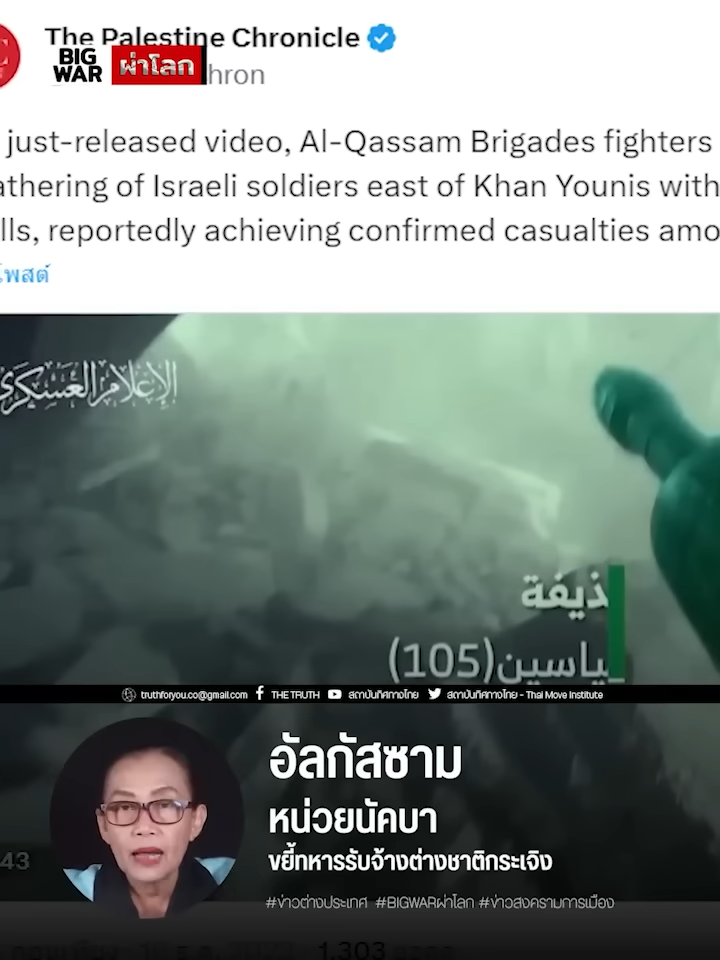 The Palestine Chronicle
BIG
WAR ผ่าโลก
hron
just-released video, Al-Qassam Brigades fighters
athering of Israeli soldiers east of Khan Younis with
lls, reportedly achieving confirmed casualties amo
โพสต์
الإعلام العسكري
ذيفة
ياسين(105)
truthforyou.co@gmail.com THE TRUTH สถาบันทิศทางไทย สถาบันทิศทางไทย - Thai Move Institute
อัลกัสซาม
หน่วยนัคบา
ขยี้ทหารรับจ้างต่างชาติกระเจิง
43
#ข่าวต่างประเทศ #BIGWARผ่าโลก #ข่าวสงครามการเมือง
1,303